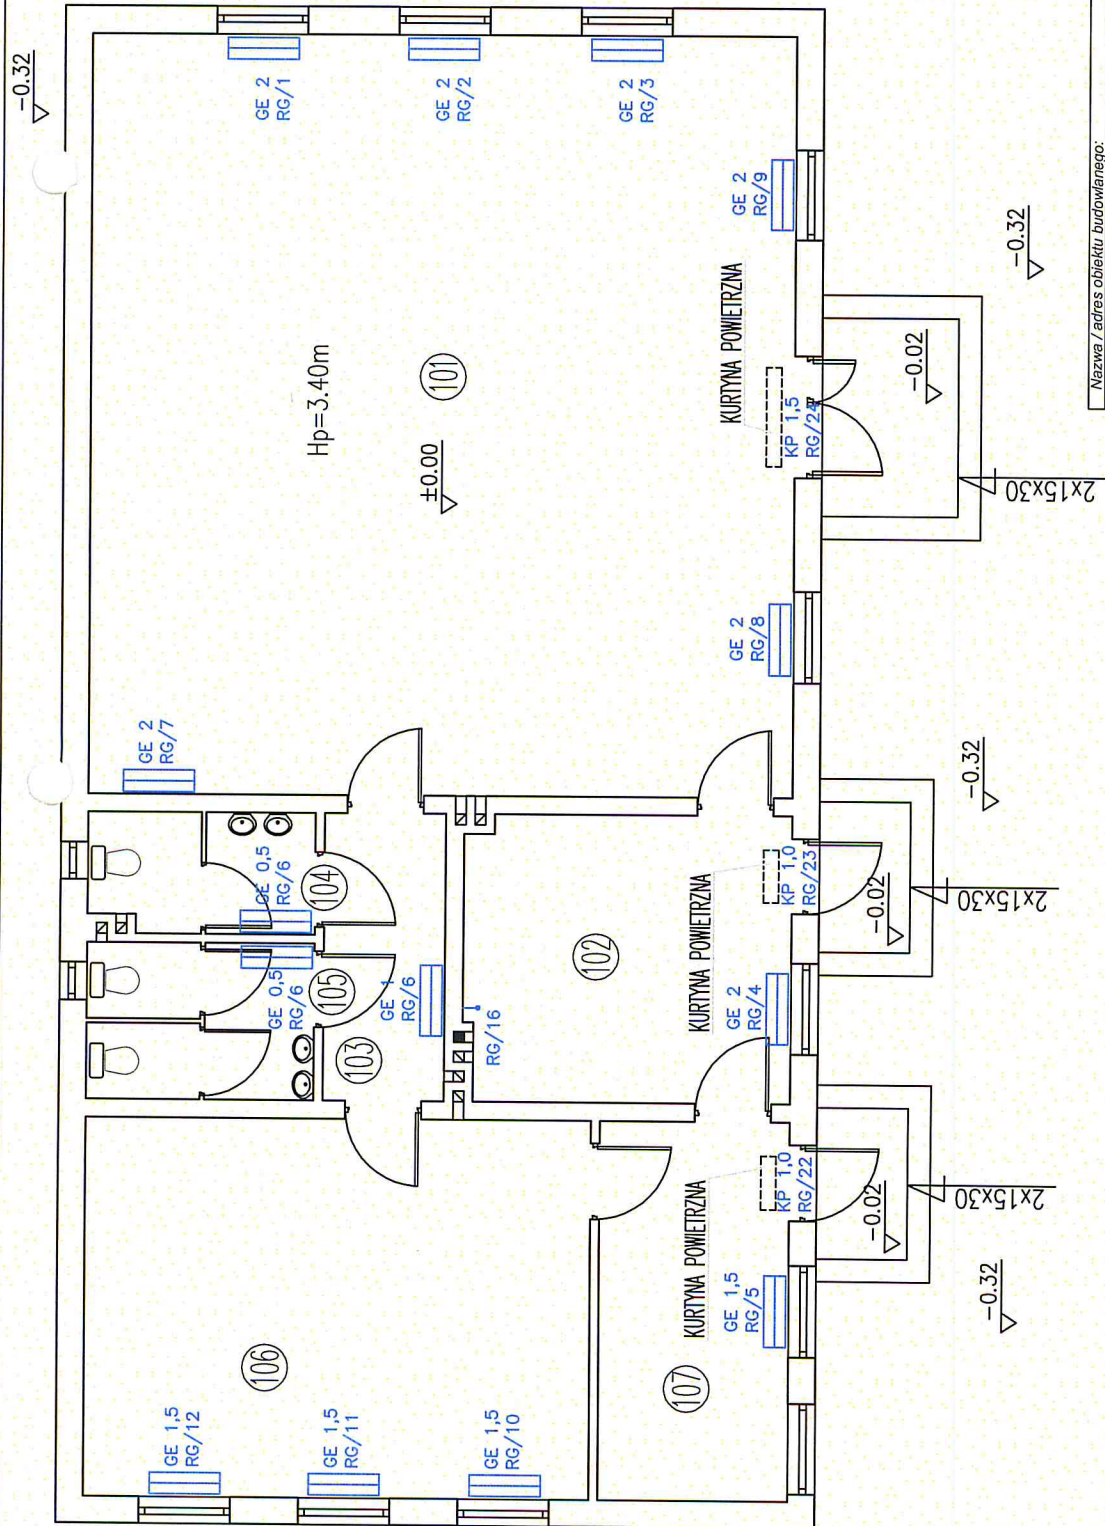 -0.32
GE 2
RG/1
GE 2
RG/2
GE 2
RG/3
GE 2
RG/9
-0.32
Nazwa / adres obiektu budowlanego:
Hp=3.40m
101
±0.00
KURTYNA POWIETRZNA
KP 1,5
RG/24
-0.02
2x15x30
GE 2
RG/8
GE 2
RG/7
-0.32
GE 0,5
RG/6
104
GE 0,5
RG/6
105
GE 1
RG/6
103
RG/16
102
KURTYNA POWIETRZNA
KP 1,0
RG/23
-0.02
2x15x30
GE 2
RG/4
KURTYNA POWIETRZNA
KP 1,0
RG/22
-0.02
2x15x30
GE 1,5
RG/5
-0.32
106
107
GE 1,5
RG/12
GE 1,5
RG/11
GE 1,5
RG/10